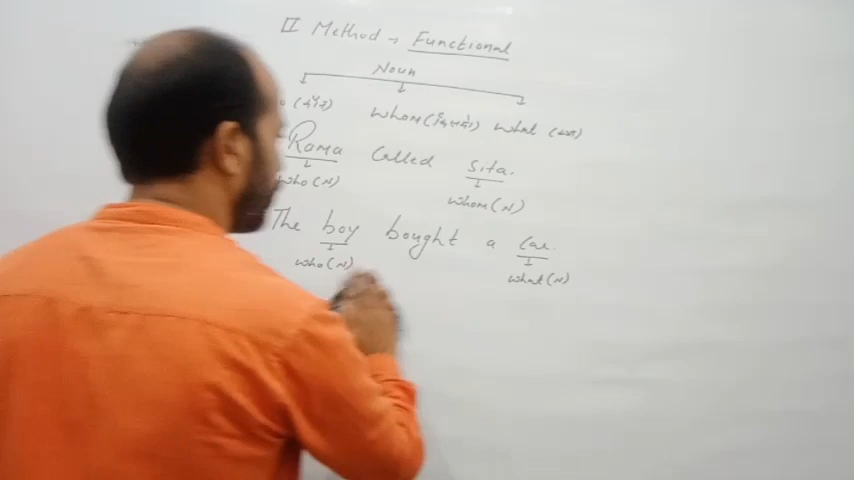 II Method → Functional
Noun
whom what
Rama called Sita.
who (N) whom (N)
The boy bought a car.
who (N) what (N)